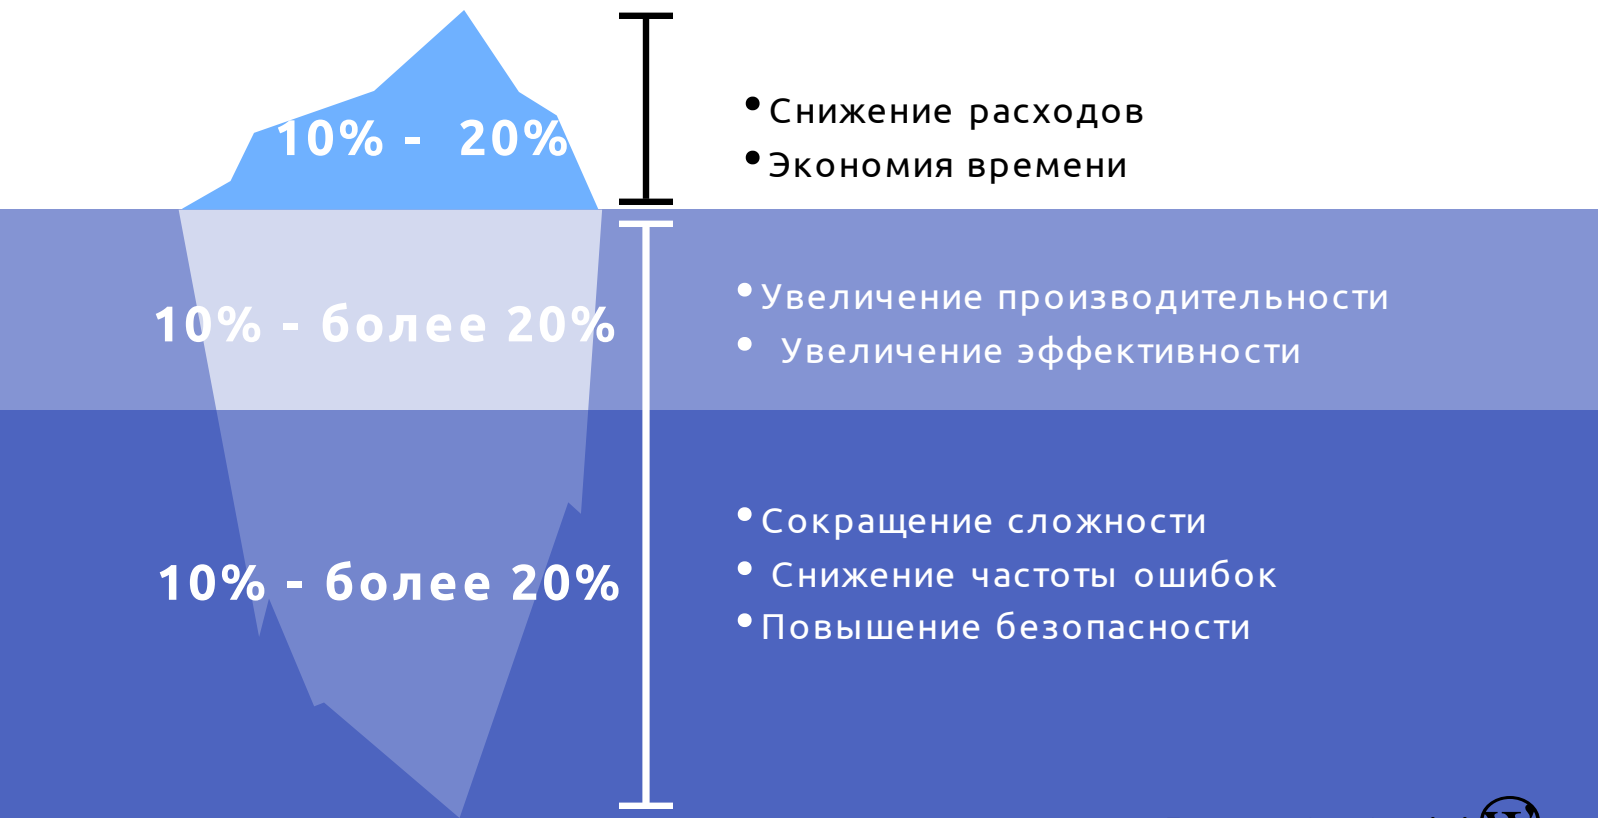 10% - 20%
• Снижение расходов
• Экономия времени
10% - более 20%
• Увеличение производительности
• Увеличение эффективности
10% - более 20%
• Сокращение сложности
• Снижение частоты ошибок
• Повышение безопасности